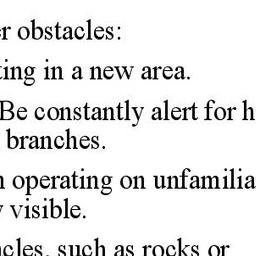 r obstacles:
ting in a new area.
Be constantly alert for h
branches.
n operating on unfamilia
y visible.
acles, such as rocks or